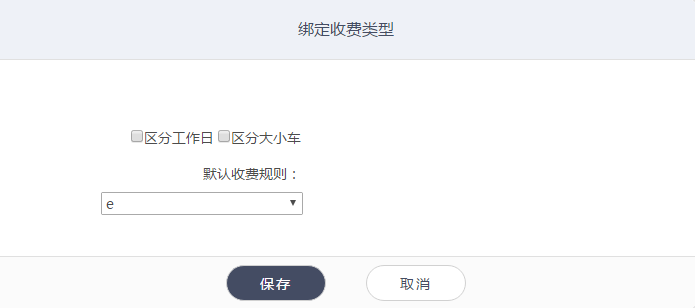 绑定收费类型
区分工作日 区分大小车
默认收费规则：
e
保存 取消